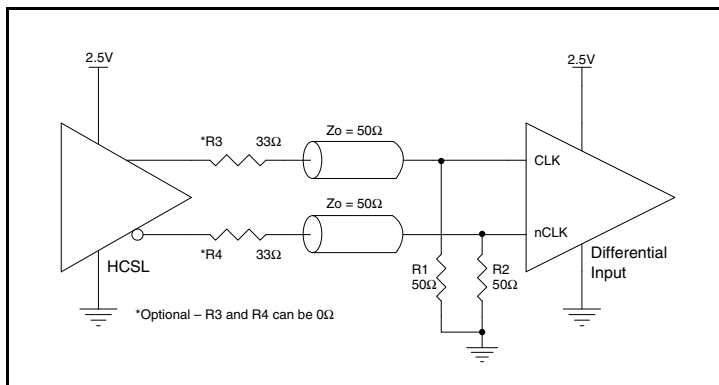 2.5V
2.5V
*R3
33Ω
Zo = 50Ω
CLK
Zo = 50Ω
nCLK
*R4
33Ω
HCSL
R1
50Ω
R2
50Ω
Differential
Input
*Optional – R3 and R4 can be 0Ω